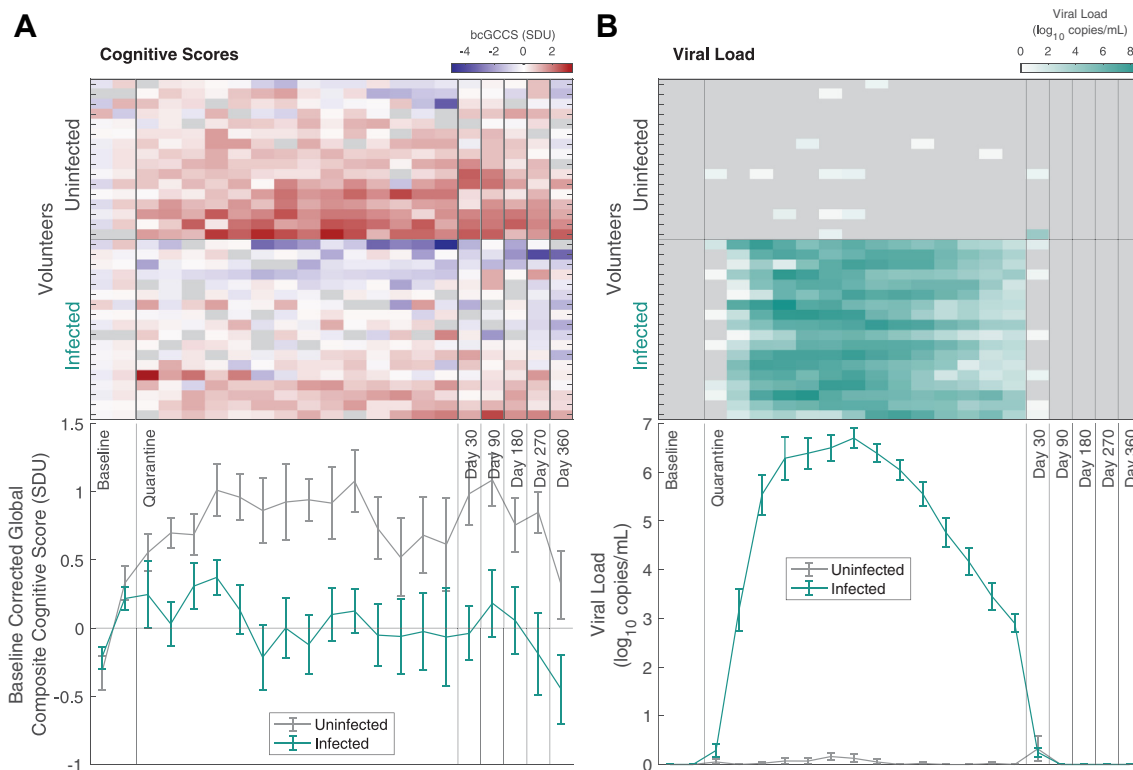 A
Cognitive Scores
bcGCCS (SDU)
-4 -2 0 2
Volunteers
Uninfected
Infected
Baseline Corrected Global
Composite Cognitive Score (SDU)
1.5
1
0.5
0
-0.5
-1
Baseline
Quarantine
Day 30
Day 90
Day 180
Day 270
Day 360
Uninfected
Infected
B
Viral Load
Viral Load
(log10 copies/mL)
0 2 4 6 8
Volunteers
Uninfected
Infected
Viral Load
(log10 copies/mL)
7
6
5
4
3
2
1
0
Baseline
Quarantine
Day 30
Day 90
Day 180
Day 270
Day 360
Uninfected
Infected